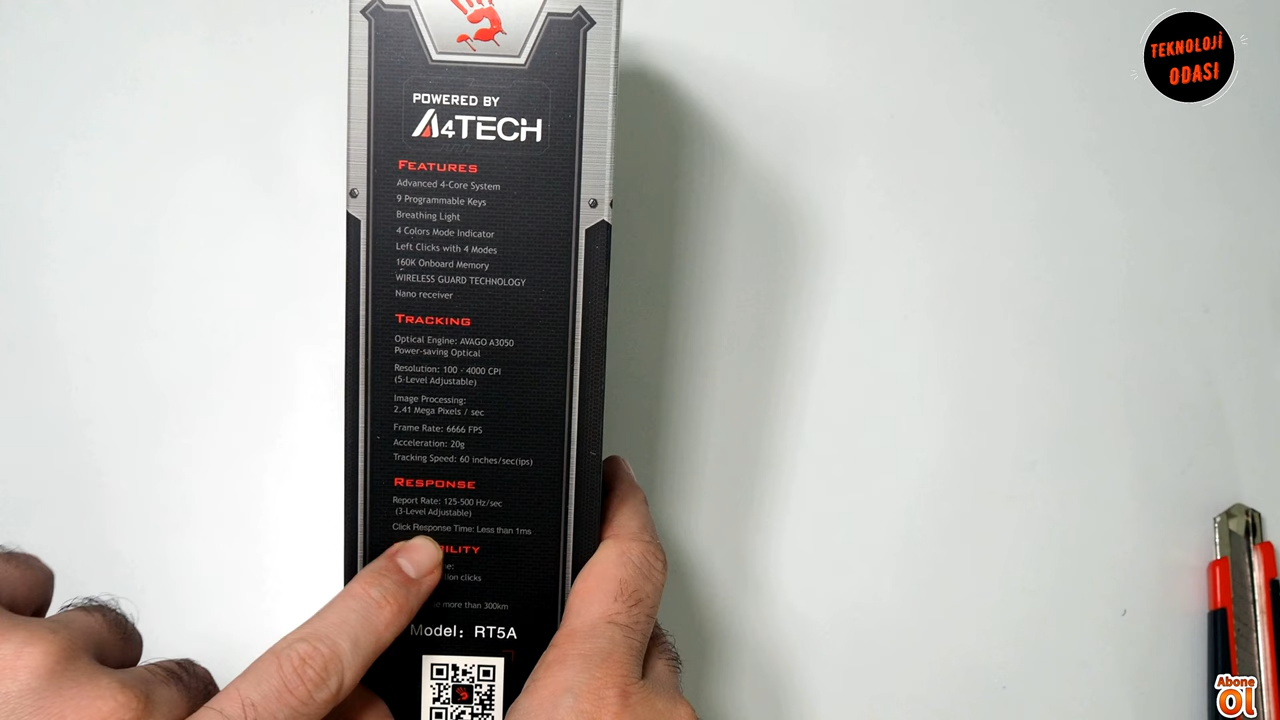 TEKNOLOJİ
ODASI
POWERED BY
A4TECH
FEATURES
Advanced 4-Core System
9 Programmable Keys
Breathing Light
4 Colors Mode Indicator
Left Clicks with 4 Modes
160K Onboard Memory
WIRELESS GUARD TECHNOLOGY
Nano receiver
TRACKING
Optical Engine: AVAGO A3050
Power-saving Optical
Resolution: 100 - 4000 CPI
(5-Level Adjustable)
Image Processing:
2.41 Mega Pixels / sec
Frame Rate: 6666 FPS
Acceleration: 20g
Tracking Speed: 60 inches/sec(ips)
RESPONSE
Report Rate: 125-500 Hz/sec
(3-Level Adjustable)
Click Response Time: Less than 1ms
clicks
more than 300km
Model: RT5A
Abone
Ol